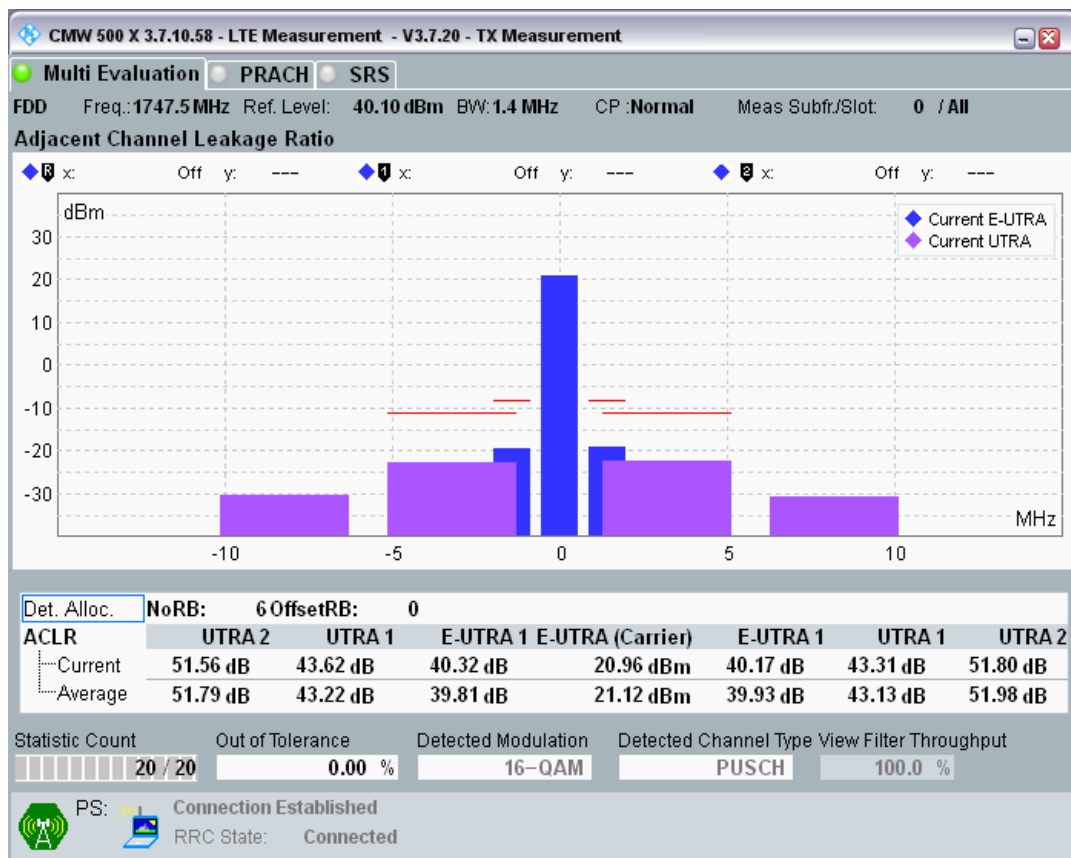 CMW 500 X 3.7.10.58 - LTE Measurement - V3.7.20 - TX Measurement
Multi Evaluation PRACH SRS
FDD Freq.:1747.5 MHz Ref. Level: 40.10 dBm BW:1.4 MHz CP :Normal Meas Subfr./Slot: 0 / All
Adjacent Channel Leakage Ratio
R x: Off y: --- 1 x: Off y: --- 2 x: Off y: ---
dBm
Current E-UTRA
Current UTRA
30
20
10
0
-10
-20
-30
MHz
-10 -5 0 5 10
Det. Alloc. NoRB: 6 OffsetRB: 0
ACLR UTRA 2 UTRA 1 E-UTRA 1 E-UTRA (Carrier) E-UTRA 1 UTRA 1 UTRA 2
Current 51.56 dB 43.62 dB 40.32 dB 20.96 dBm 40.17 dB 43.31 dB 51.80 dB
Average 51.79 dB 43.22 dB 39.81 dB 21.12 dBm 39.93 dB 43.13 dB 51.98 dB
Statistic Count Out of Tolerance Detected Modulation Detected Channel Type View Filter Throughput
20 / 20 0.00 % 16-QAM PUSCH 100.0 %
PS: Connection Established
RRC State: Connected